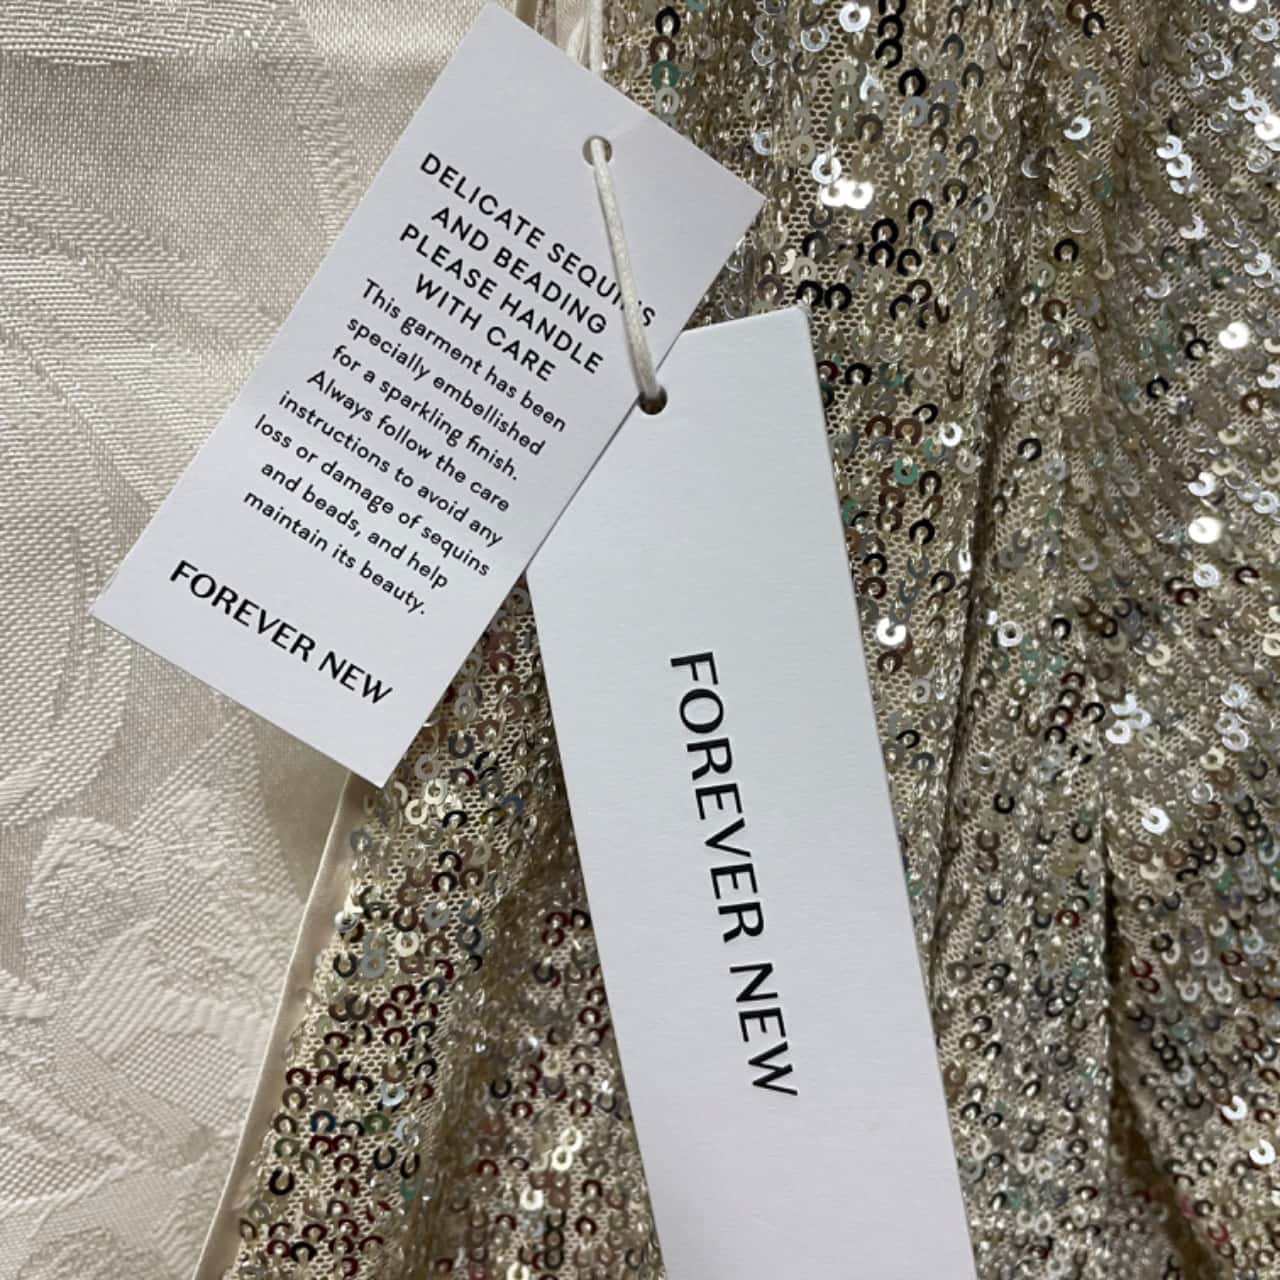 DELICATE SEQUINS
AND BEADING
PLEASE HANDLE
WITH CARE
This garment has been
specially embellished
for a sparkling finish.
Always follow the care
instructions to avoid any
loss or damage of sequins
and beads, and help
maintain its beauty.
FOREVER NEW
FOREVER NEW